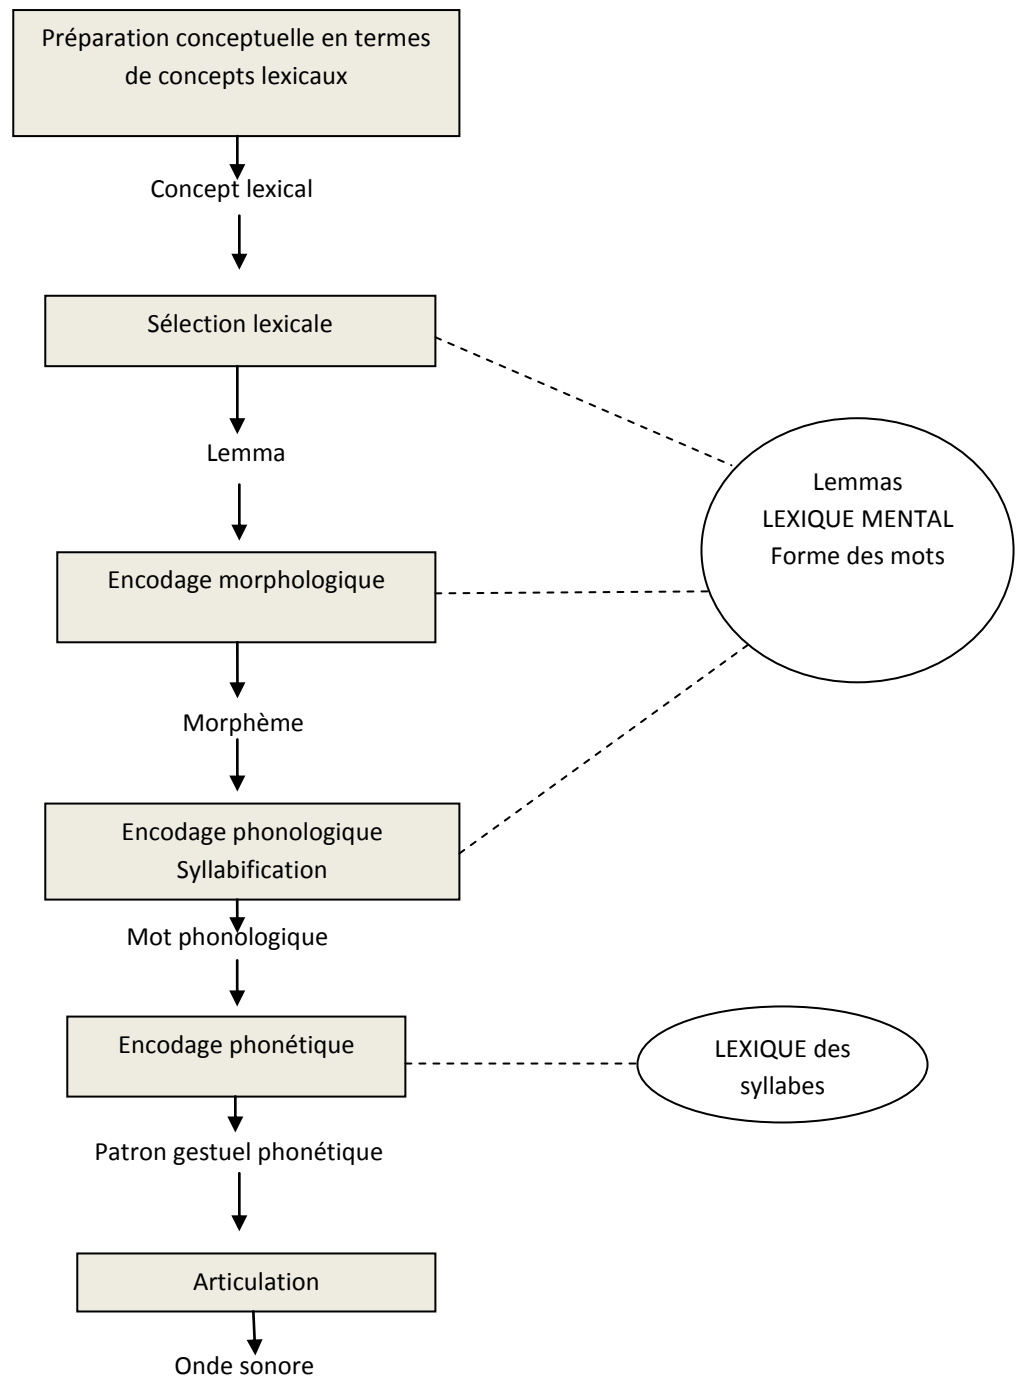 Préparation conceptuelle en termes
de concepts lexicaux
Concept lexical
Sélection lexicale
Lemma
Lemmas
LEXIQUE MENTAL
Forme des mots
Encodage morphologique
Morphème
Encodage phonologique
Syllabification
Mot phonologique
Encodage phonétique
LEXIQUE des
syllabes
Patron gestuel phonétique
Articulation
Onde sonore